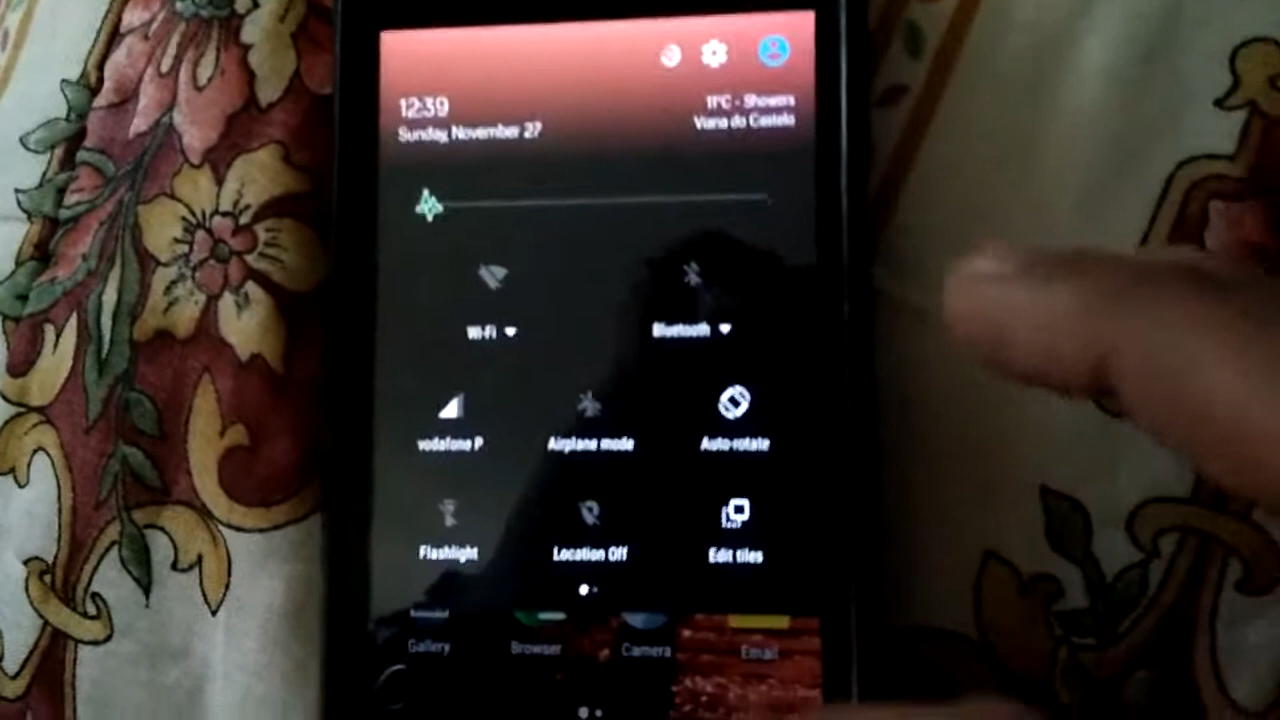 12:39
Sunday, November 27
11°C - Showers
Viana do Castelo
Wi-Fi
Bluetooth
vodafone P
Airplane mode
Auto-rotate
Flashlight
Location Off
Edit tiles
Gallery
Browser
Camera
Email